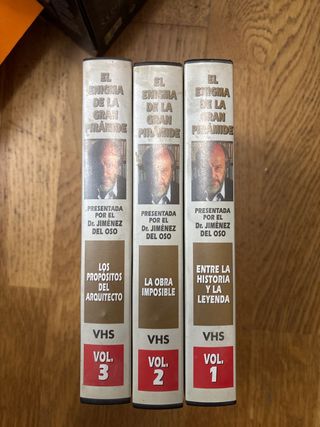 EL
ENIGMA
DE LA
GRAN
PIRÁMIDE
PRESENTADA
POR EL
Dr. JIMÉNEZ
DEL OSO
LOS
PROPOSITOS
DEL
ARQUITECTO
VHS
VOL.
3
EL
ENIGMA
DE LA
GRAN
PIRÁMIDE
PRESENTADA
POR EL
Dr. JIMÉNEZ
DEL OSO
LA OBRA
IMPOSIBLE
VHS
VOL.
2
EL
ENIGMA
DE LA
GRAN
PIRÁMIDE
PRESENTADA
POR EL
Dr. JIMÉNEZ
DEL OSO
ENTRE LA
HISTORIA
Y LA
LEYENDA
VHS
VOL.
1